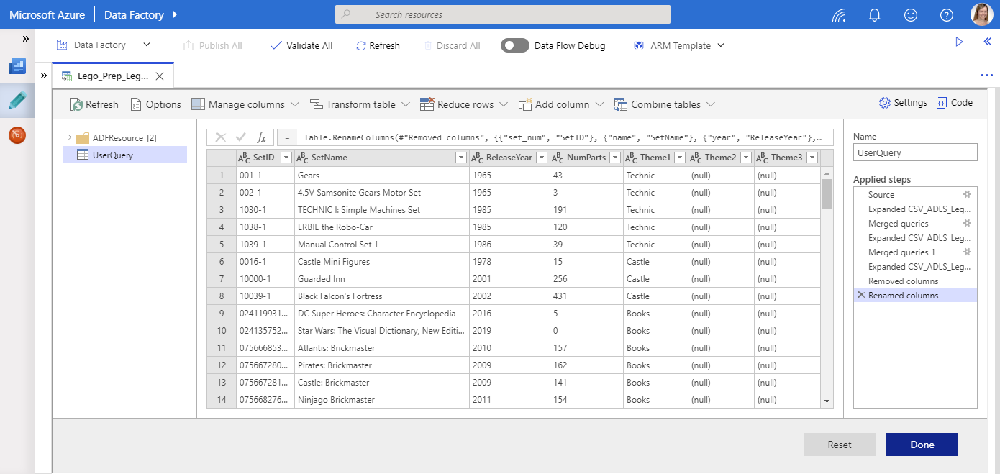 Microsoft Azure Data Factory Search resources
Data Factory Publish All Validate All Refresh Discard All Data Flow Debug ARM Template
Lego_Prep_Leg...
Refresh Options Manage columns Transform table Reduce rows Add column Combine tables Settings Code
ADFResource [2]
UserQuery
fx = Table.RenameColumns(#"Removed columns", {{"set_num", "SetID"}, {"name", "SetName"}, {"year", "ReleaseYear"},…
ABC SetID ABC SetName ABC ReleaseYear ABC NumParts ABC Theme1 ABC Theme2 ABC Theme3
1 001-1 Gears 1965 43 Technic (null) (null)
2 002-1 4.5V Samsonite Gears Motor Set 1965 3 Technic (null) (null)
3 1030-1 TECHNIC I: Simple Machines Set 1985 191 Technic (null) (null)
4 1038-1 ERBIE the Robo-Car 1985 120 Technic (null) (null)
5 1039-1 Manual Control Set 1 1986 39 Technic (null) (null)
6 0016-1 Castle Mini Figures 1978 15 Castle (null) (null)
7 10000-1 Guarded Inn 2001 256 Castle (null) (null)
8 10039-1 Black Falcon's Fortress 2002 431 Castle (null) (null)
9 024119931... DC Super Heroes: Character Encyclopedia 2016 5 Books (null) (null)
10 024135752... Star Wars: The Visual Dictionary, New Editi... 2019 0 Books (null) (null)
11 075666853... Atlantis: Brickmaster 2010 157 Books (null) (null)
12 075667280... Pirates: Brickmaster 2009 162 Books (null) (null)
13 075667281... Castle: Brickmaster 2009 141 Books (null) (null)
14 075668276... Ninjago Brickmaster 2011 154 Books (null) (null)
Name
UserQuery
Applied steps
Source
Expanded CSV_ADLS_Leg...
Merged queries
Expanded CSV_ADLS_Leg...
Merged queries 1
Expanded CSV_ADLS_Leg...
Removed columns
Renamed columns
Reset Done